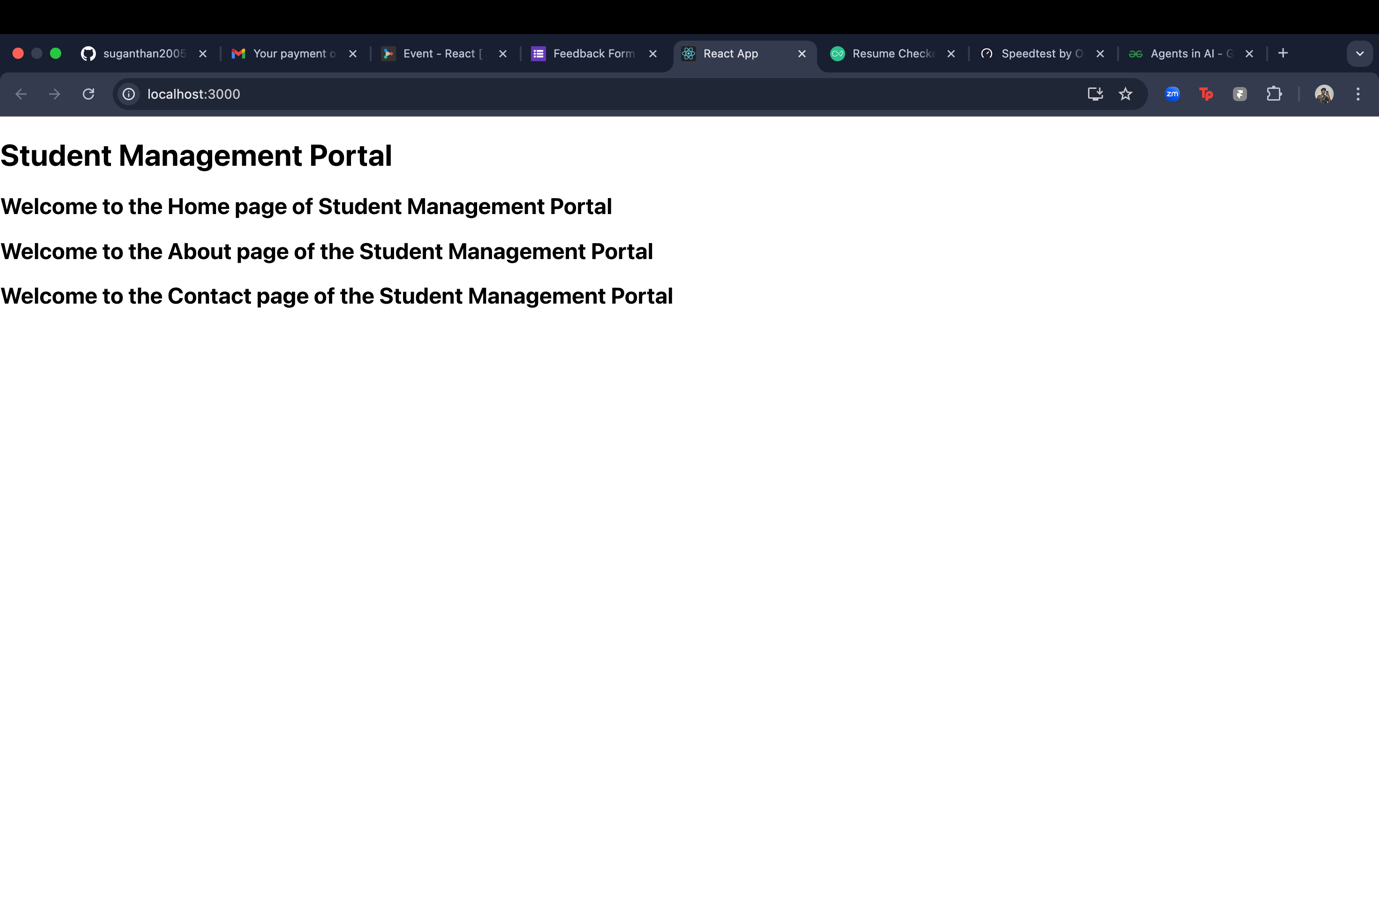 suganthan2005
Your payment o
Event - React [
Feedback Form
React App
Resume Check
Speedtest by O
Agents in AI - G
localhost:3000
zm
Tp
Student Management Portal
Welcome to the Home page of Student Management Portal
Welcome to the About page of the Student Management Portal
Welcome to the Contact page of the Student Management Portal